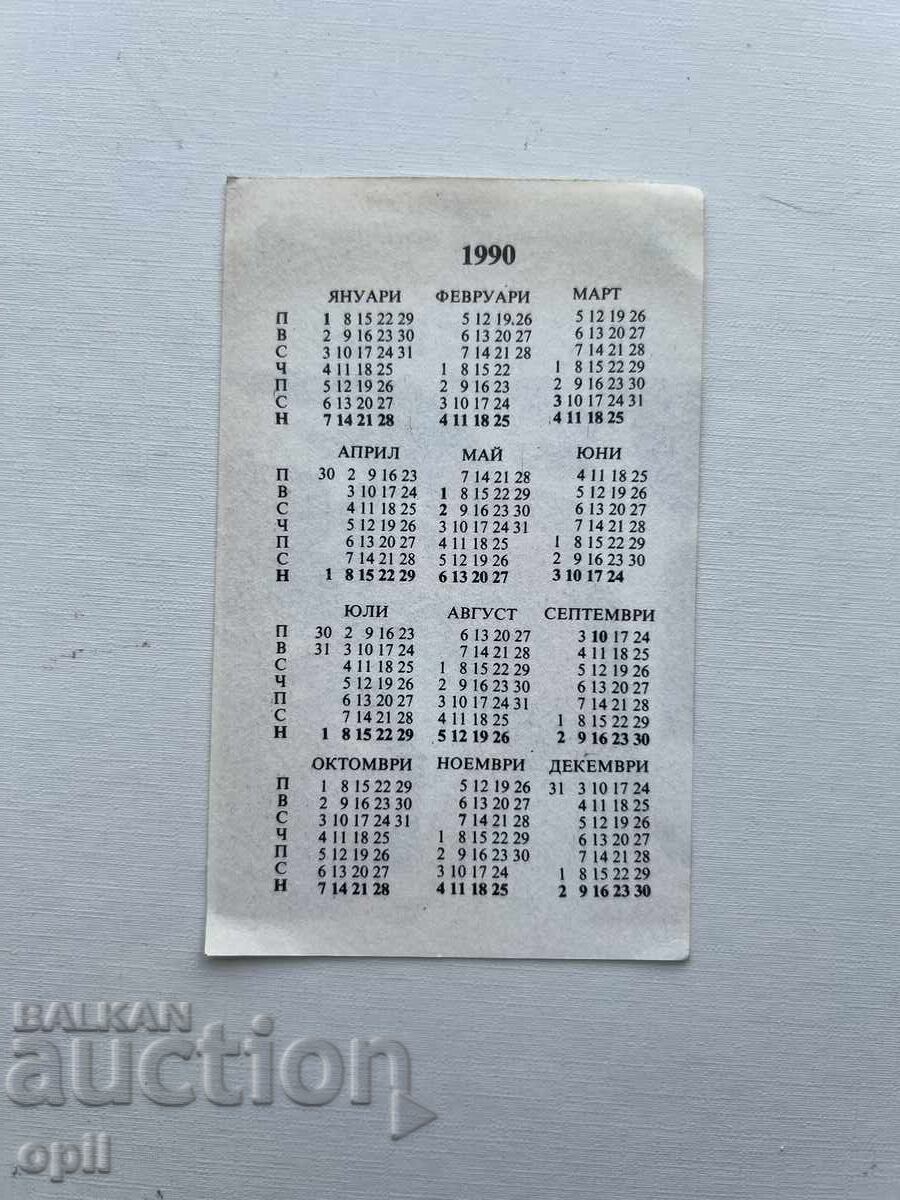 1990
ЯНУАРИ ФЕВРУАРИ МАРТ
П 1 8 15 22 29 5 12 19.26 5 12 19 26
В 2 9 16 23 30 6 13 20 27 6 13 20 27
С 3 10 17 24 31 7 14 21 28 7 14 21 28
Ч 4 11 18 25 1 8 15 22 1 8 15 22 29
П 5 12 19 26 2 9 16 23 2 9 16 23 30
С 6 13 20 27 3 10 17 24 3 10 17 24 31
Н 7 14 21 28 4 11 18 25 4 11 18 25
АПРИЛ МАЙ ЮНИ
П 30 2 9 16 23 7 14 21 28 4 11 18 25
В 3 10 17 24 1 8 15 22 29 5 12 19 26
С 4 11 18 25 2 9 16 23 30 6 13 20 27
Ч 5 12 19 26 3 10 17 24 31 7 14 21 28
П 6 13 20 27 4 11 18 25 1 8 15 22 29
С 7 14 21 28 5 12 19 26 2 9 16 23 30
Н 1 8 15 22 29 6 13 20 27 3 10 17 24
ЮЛИ АВГУСТ СЕПТЕМВРИ
П 30 2 9 16 23 6 13 20 27 3 10 17 24
В 31 3 10 17 24 7 14 21 28 4 11 18 25
С 4 11 18 25 1 8 15 22 29 5 12 19 26
Ч 5 12 19 26 2 9 16 23 30 6 13 20 27
П 6 13 20 27 3 10 17 24 31 7 14 21 28
С 7 14 21 28 4 11 18 25 1 8 15 22 29
Н 1 8 15 22 29 5 12 19 26 2 9 16 23 30
ОКТОМВРИ НОЕМВРИ ДЕКЕМВРИ
П 1 8 15 22 29 5 12 19 26 31 3 10 17 24
В 2 9 16 23 30 6 13 20 27 4 11 18 25
С 3 10 17 24 31 7 14 21 28 5 12 19 26
Ч 4 11 18 25 1 8 15 22 29 6 13 20 27
П 5 12 19 26 2 9 16 23 30 7 14 21 28
С 6 13 20 27 3 10 17 24 1 8 15 22 29
Н 7 14 21 28 4 11 18 25 2 9 16 23 30
BALKAN
auction
opil